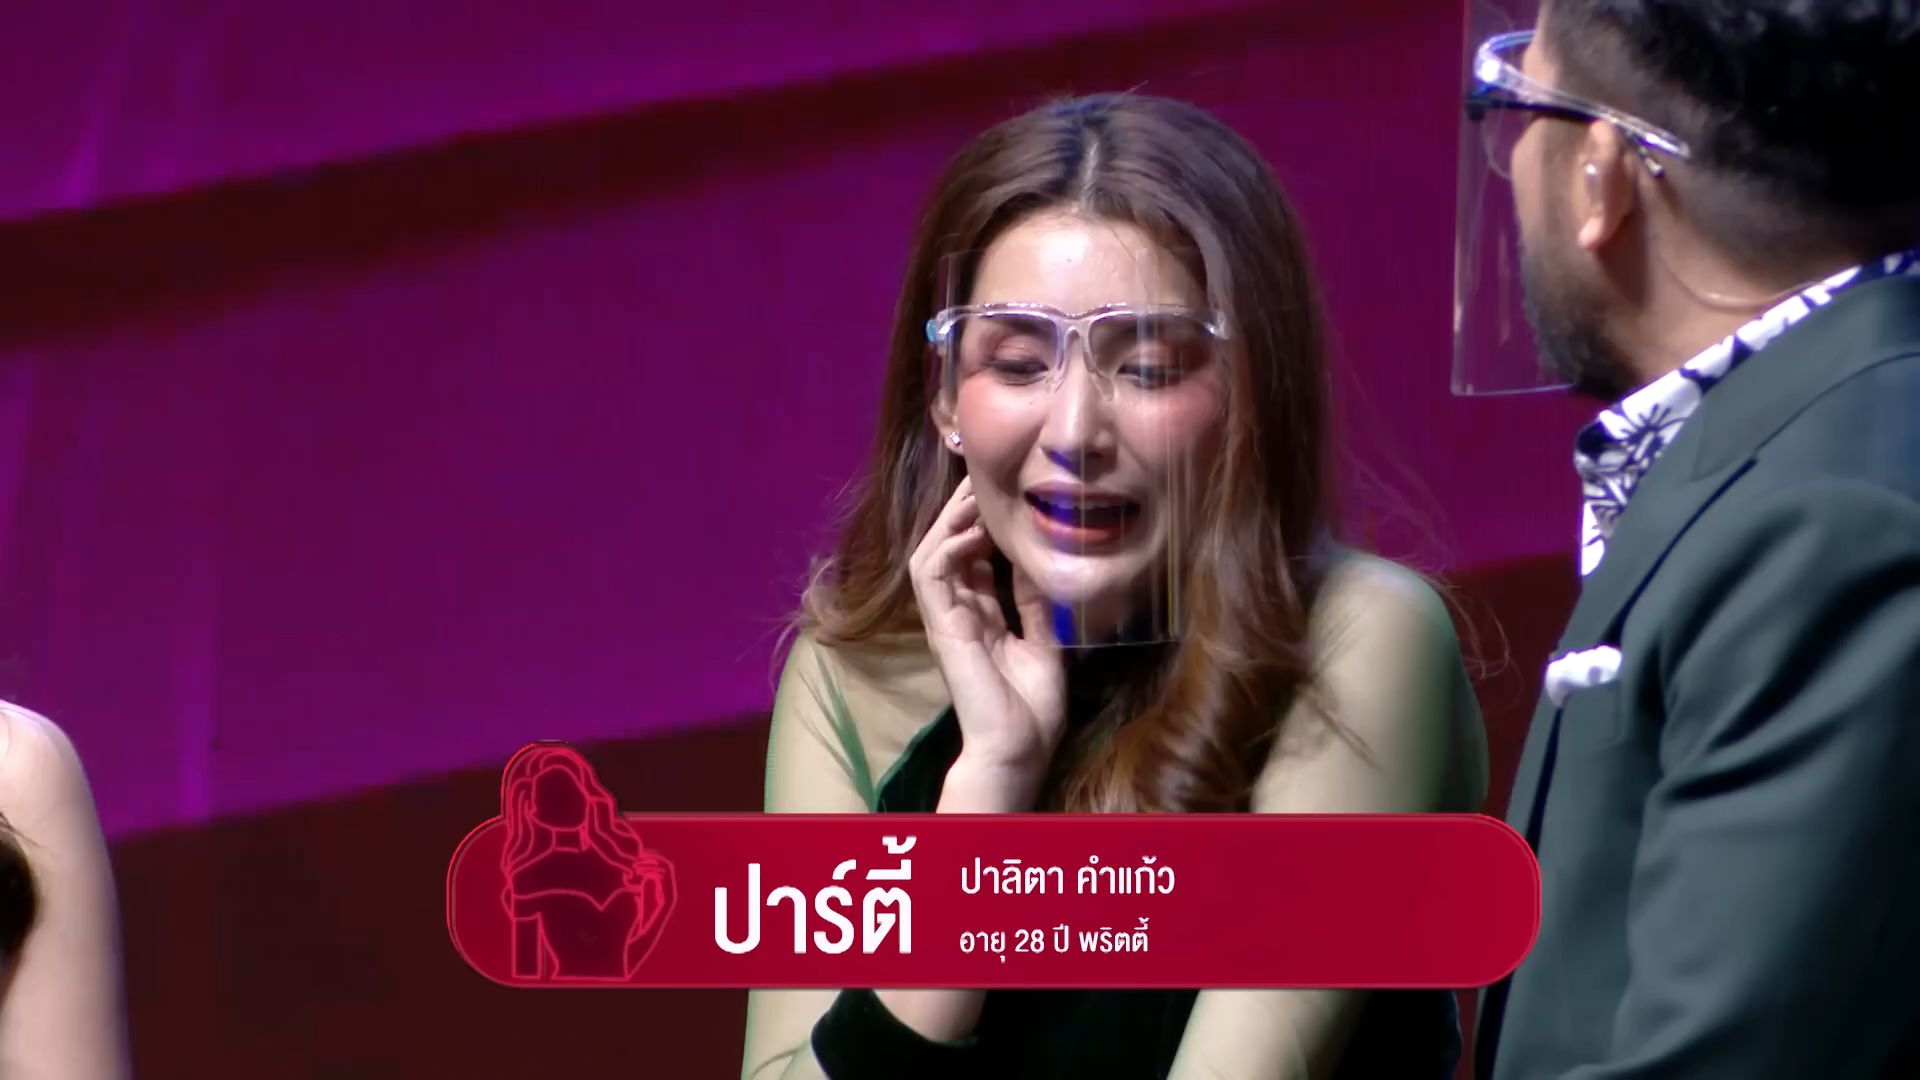 ปาร์ตี้
ปาลิตา คำแก้ว
อายุ 28 ปี พริตตี้